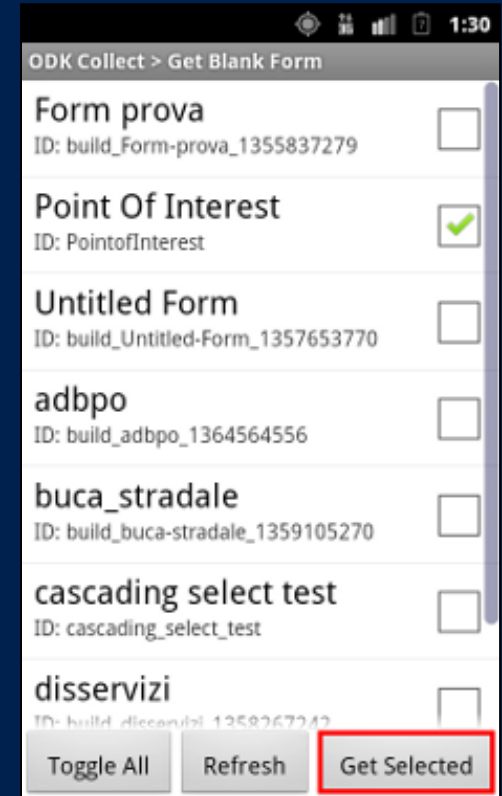 1:30
ODK Collect > Get Blank Form
Form prova
ID: build_Form-prova_1355837279
Point Of Interest
ID: PointofInterest
Untitled Form
ID: build_Untitled-Form_1357653770
adbpo
ID: build_adbpo_1364564556
buca_stradale
ID: build_buca-stradale_1359105270
cascading select test
ID: cascading_select_test
disservizi
ID: build_disservizi_1358267242
Toggle All Refresh Get Selected